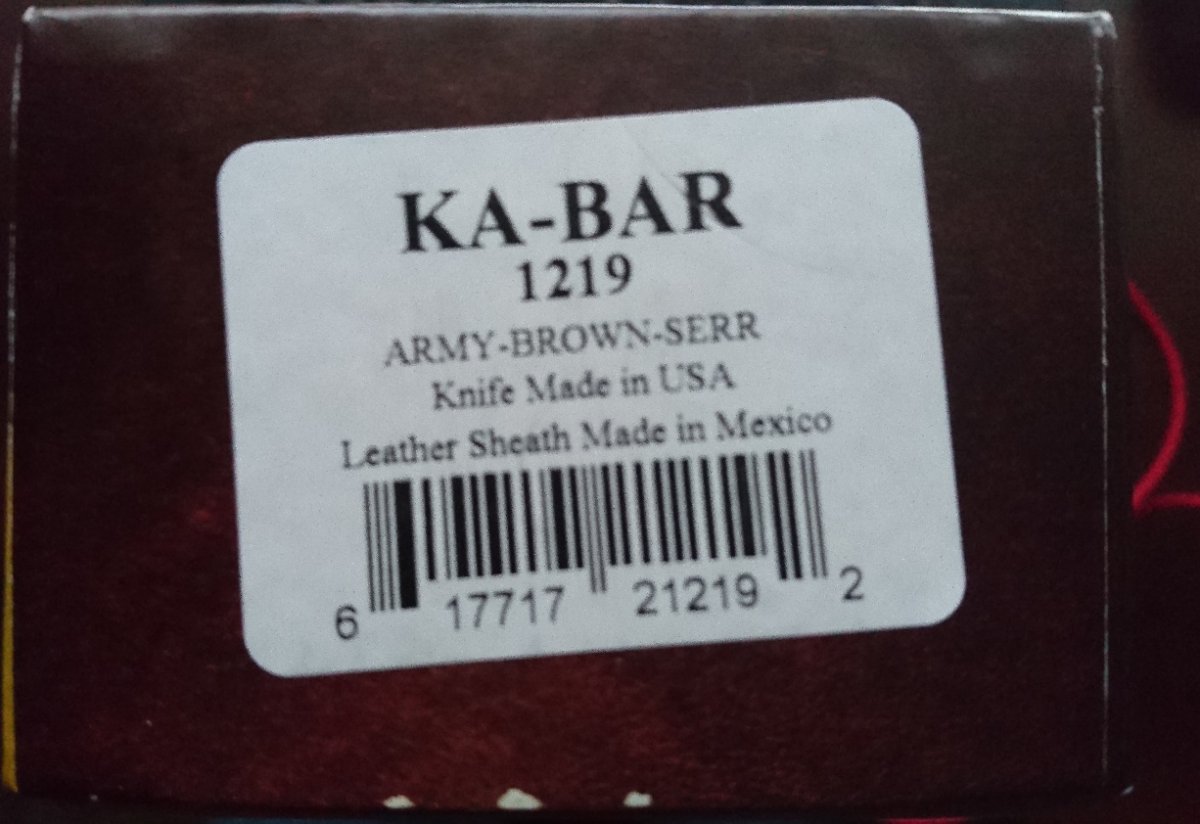 KA-BAR
1219
ARMY-BROWN-SERR
Knife Made in USA
Leather Sheath Made in Mexico
6 17717 21219 2